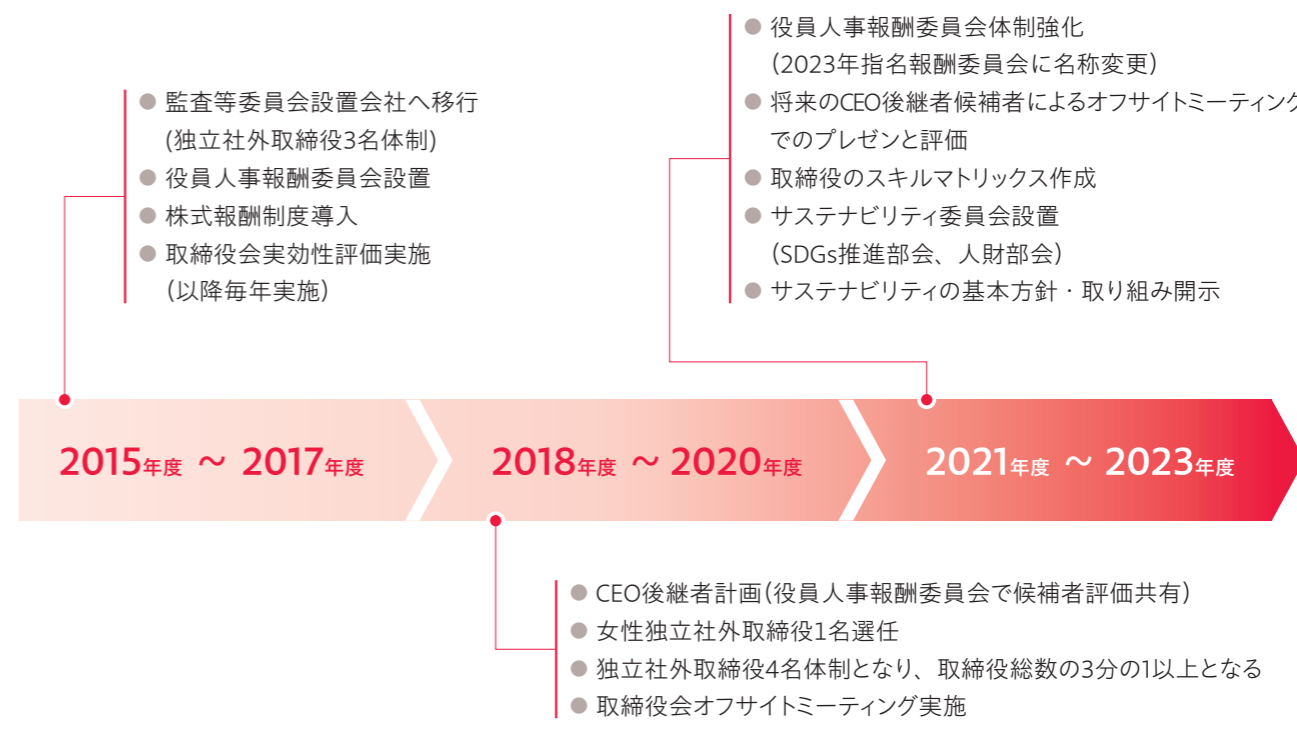 ● 監査等委員会設置会社へ移行
(独立社外取締役3名体制)
● 役員人事報酬委員会設置
● 株式報酬制度導入
● 取締役会実効性評価実施
（以降毎年実施）
● 役員人事報酬委員会体制強化
（2023年指名報酬委員会に名称変更）
● 将来のCEO後継者候補者によるオフサイトミーティング
でのプレゼンと評価
● 取締役のスキルマトリックス作成
● サステナビリティ委員会設置
（SDGs推進部会、人財部会）
● サステナビリティの基本方針・取り組み開示
2015年度 ～ 2017年度
2018年度 ～ 2020年度
2021年度 ～ 2023年度
● CEO後継者計画（役員人事報酬委員会で候補者評価共有）
● 女性独立社外取締役1名選任
● 独立社外取締役4名体制となり、取締役総数の3分の1以上となる
● 取締役会オフサイトミーティング実施